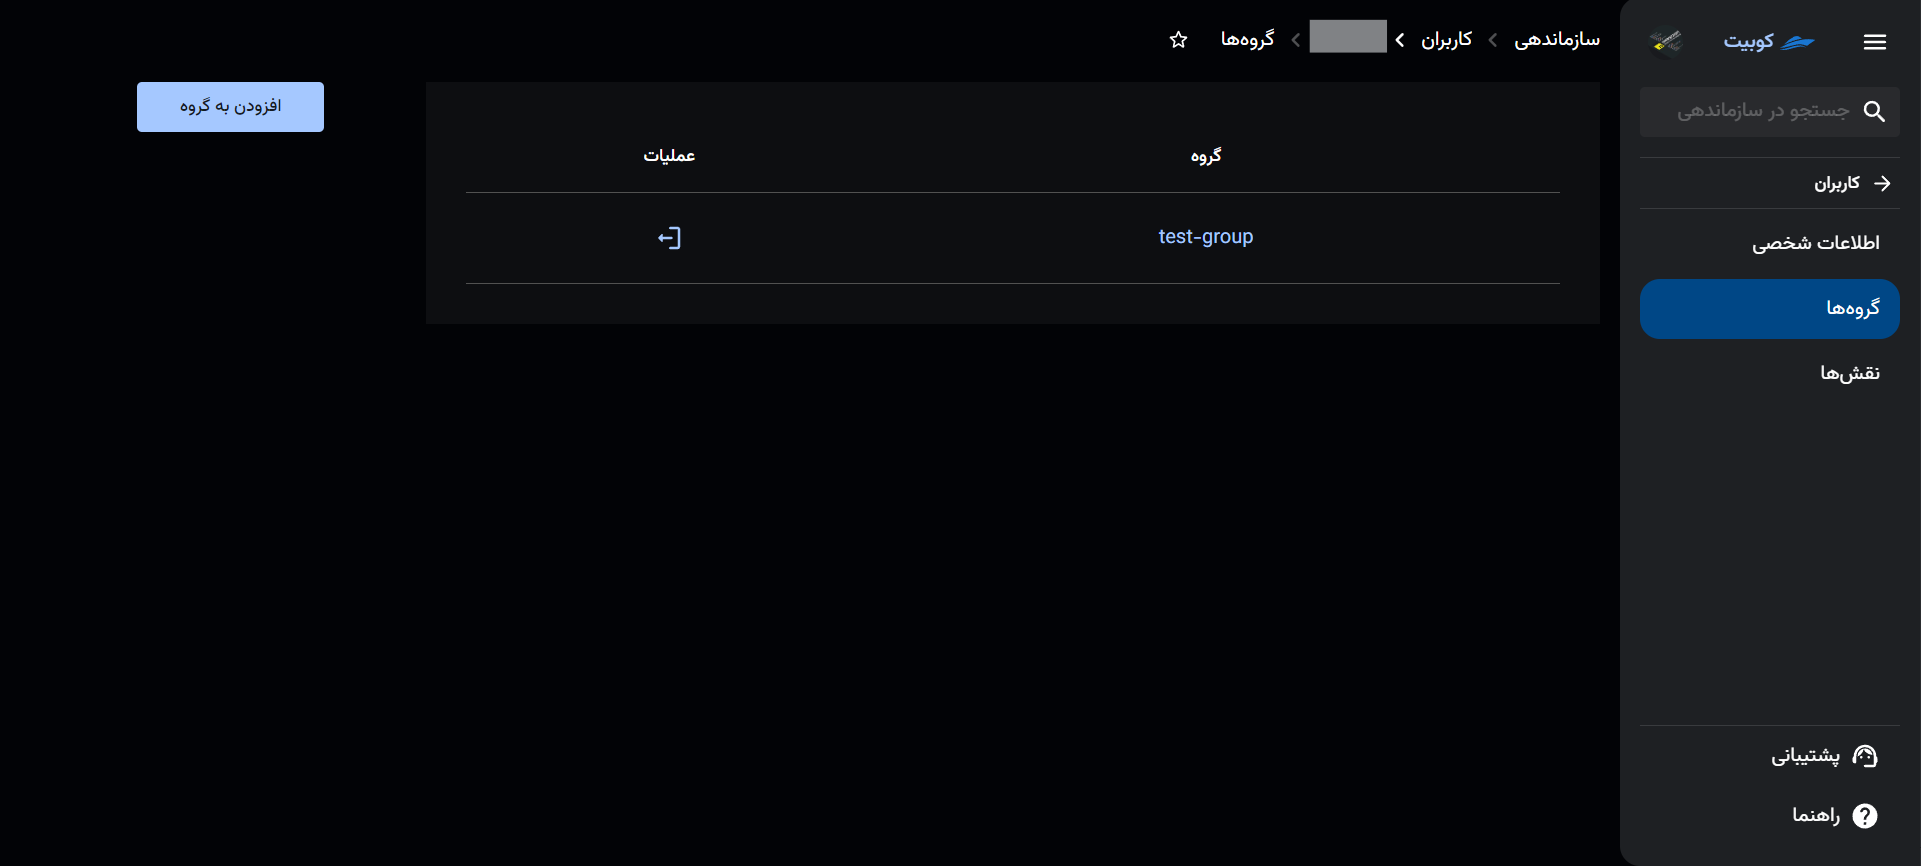 کوبیت
جستجو در سازماندهی
کاربران
اطلاعات شخصی
گروه‌ها
نقش‌ها
پشتیبانی
راهنما
سازماندهی
کاربران
گروه‌ها
گروه
عملیات
test-group
افزودن به گروه